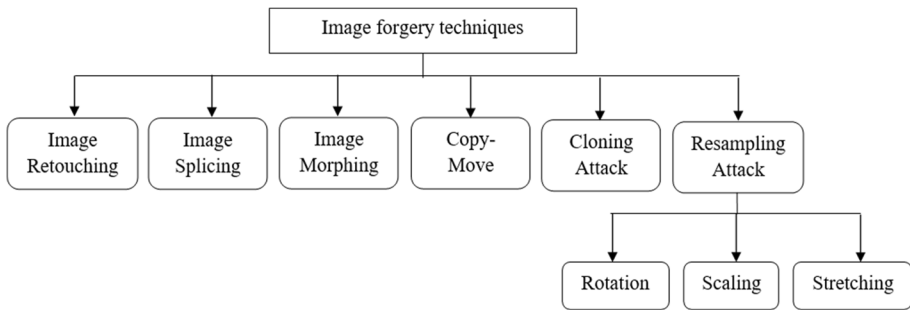 Image forgery techniques
Image
Retouching
Image
Splicing
Image
Morphing
Copy-
Move
Cloning
Attack
Resampling
Attack
Rotation
Scaling
Stretching